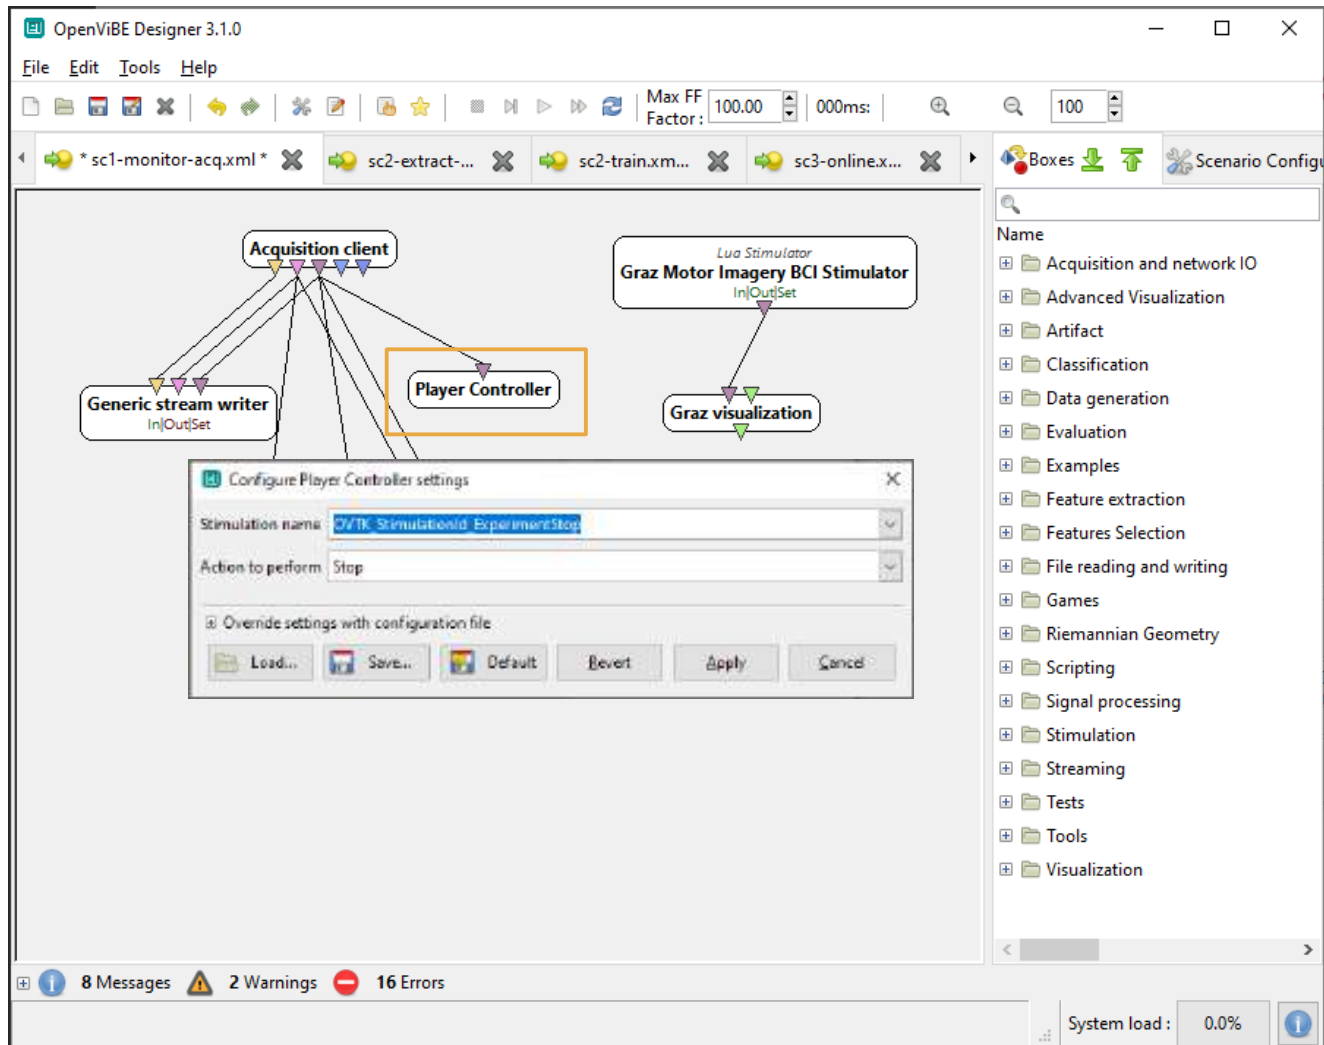 OpenViBE Designer 3.1.0
File Edit Tools Help
Max FF Factor : 100.00 000ms: 100
* sc1-monitor-acq.xml * sc2-extract-... sc2-train.xm... sc3-online.x... Boxes Scenario Configu
Acquisition client
Lua Stimulator
Graz Motor Imagery BCI Stimulator
In|Out|Set
Player Controller
Generic stream writer
In|Out|Set
Graz visualization
Configure Player Controller settings
Stimulation name OVTK_StimulationId_ExperimentStop
Action to perform Stop
Override settings with configuration file
Load... Save... Default Revert Apply Cancel
Name
Acquisition and network IO
Advanced Visualization
Artifact
Classification
Data generation
Evaluation
Examples
Feature extraction
Features Selection
File reading and writing
Games
Riemannian Geometry
Scripting
Signal processing
Stimulation
Streaming
Tests
Tools
Visualization
8 Messages 2 Warnings 16 Errors
System load : 0.0%